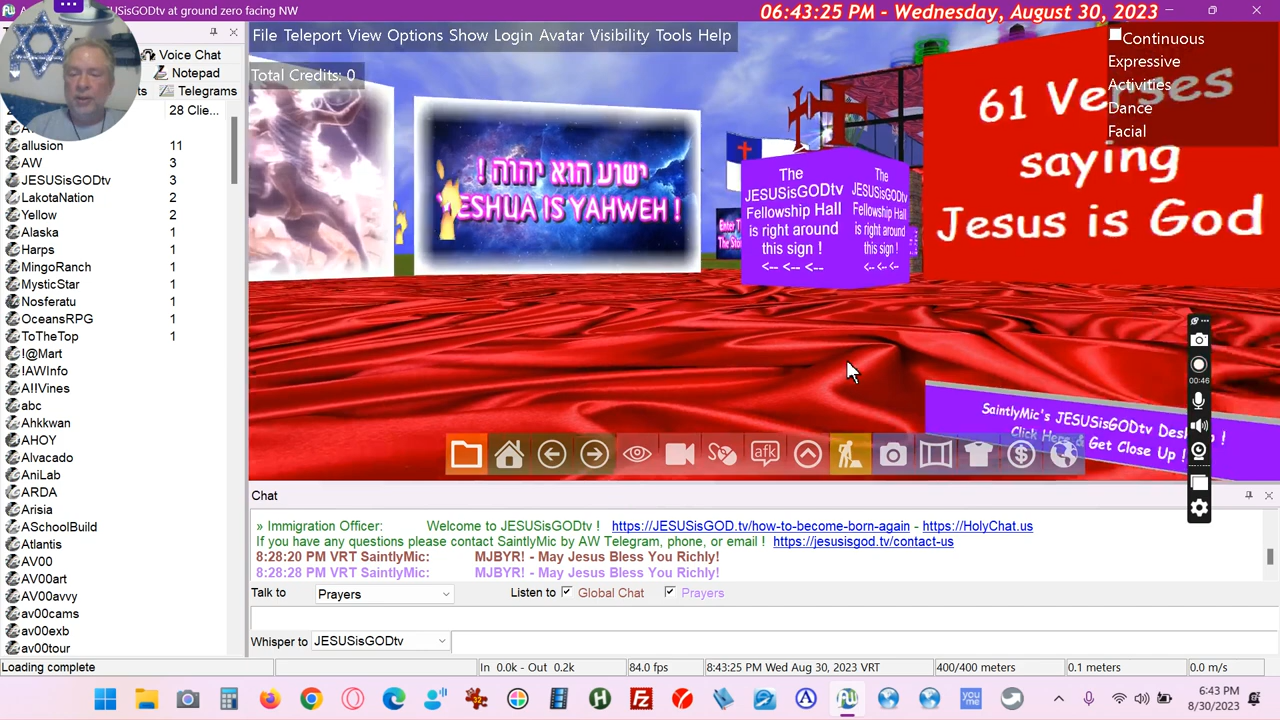 JESUSisGODtv at ground zero facing NW
06:43:25 PM - Wednesday, August 30, 2023
File Teleport View Options Show Login Avatar Visibility Tools Help
Total Credits: 0
Continuous
Expressive
Activities
Dance
Facial
Voice Chat
Notepad
Telegrams
28 Clie...
allusion 11
AW 3
JESUSisGODtv 3
LakotaNation 2
Yellow 2
Alaska 1
Harps 1
MingoRanch 1
MysticStar 1
Nosferatu 1
OceansRPG 1
ToTheTop 1
!@Mart
!AWInfo
A!!Vines
abc
Ahkkwan
AHOY
Alvacado
AniLab
ARDA
Arisia
ASchoolBuild
Atlantis
AV00
AV00art
AV00avvy
av00cams
av00exb
av00tour
ישוע הוא יהוה !
YESHUA IS YAHWEH !
The
JESUSisGODtv
Fellowship Hall
is right around
this sign !
<-- <-- <--
The
JESUSisGODtv
Fellowship Hall
is right around
this sign !
<-- <-- <--
61 Verses
saying
Jesus is God
SaintlyMic's JESUSisGODtv
Click Here & Get Close Up !
00:46
Chat
» Immigration Officer: Welcome to JESUSisGODtv ! https://JESUSisGOD.tv/how-to-become-born-again - https://HolyChat.us
If you have any questions please contact SaintlyMic by AW Telegram, phone, or email ! https://jesusisgod.tv/contact-us
8:28:20 PM VRT SaintlyMic: MJBYR! - May Jesus Bless You Richly!
8:28:28 PM VRT SaintlyMic: MJBYR! - May Jesus Bless You Richly!
Talk to Prayers Listen to Global Chat Prayers
Whisper to JESUSisGODtv
Loading complete In 0.0k - Out 0.2k 84.0 fps 8:43:25 PM Wed Aug 30, 2023 VRT 400/400 meters 0.1 meters 0.0 m/s
6:43 PM
8/30/2023